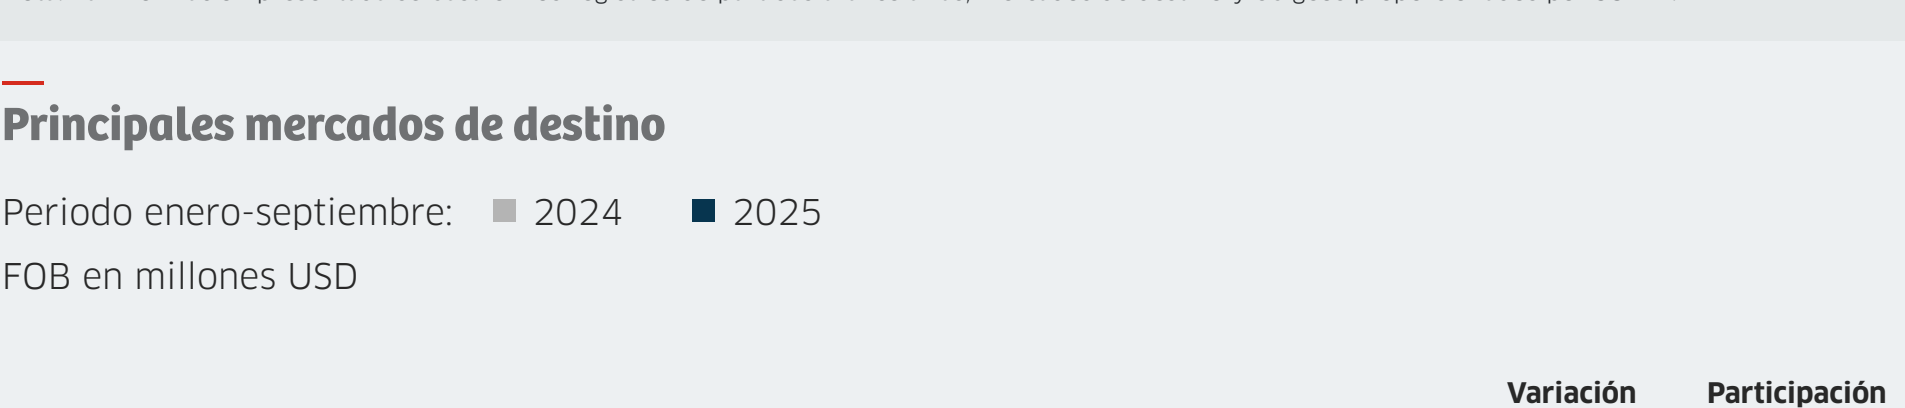 Principales mercados de destino
Periodo enero-septiembre: 2024 2025
FOB en millones USD
Variación Participación